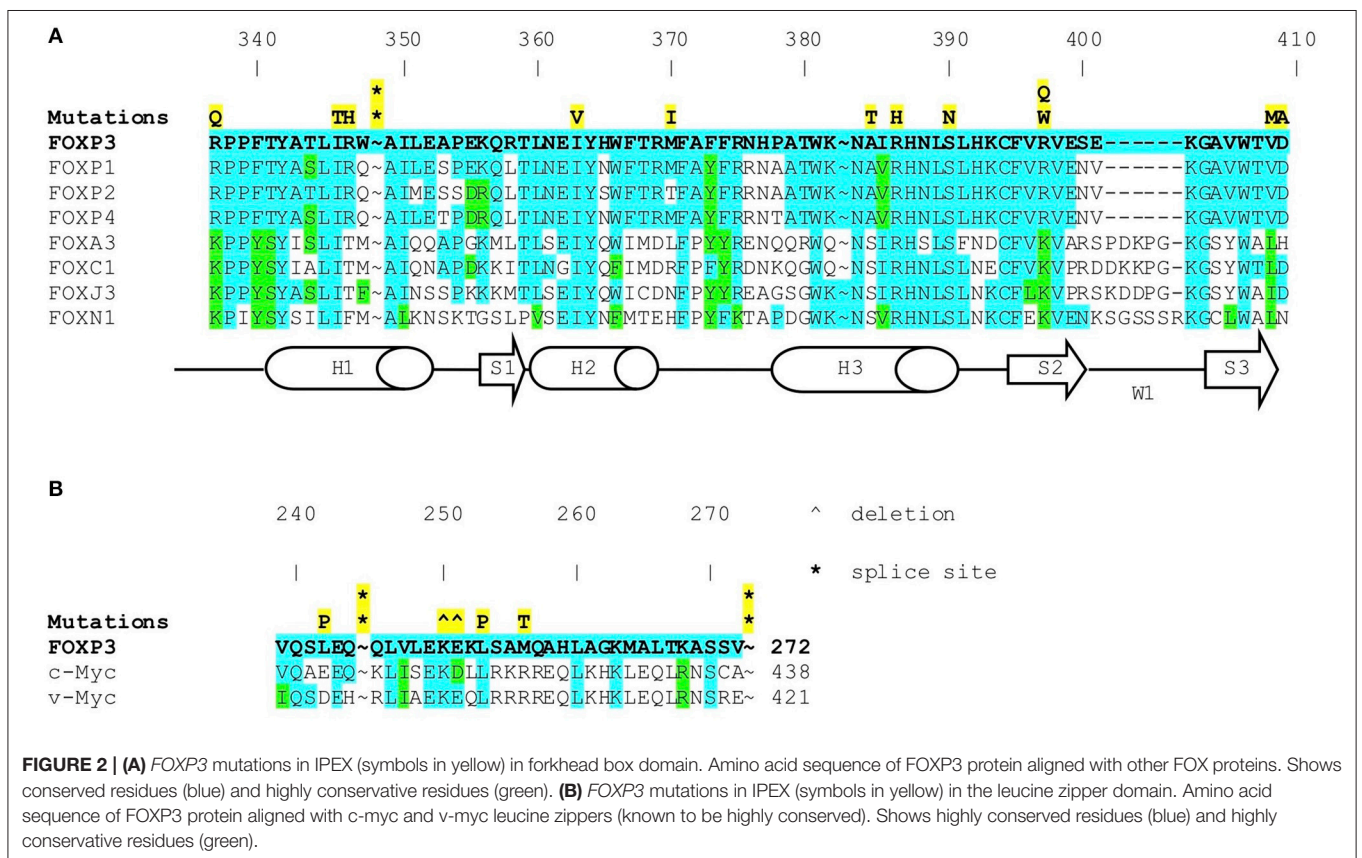 A
340 350 360 370 380 390 400 410
| | | | | | | |
* Q
Mutations Q TH * V I T H N W MA
FOXP3 RPPFTYATLIRW~AILEAPEKQRTLNEIYHWFTRMFAFFRNHPATWK~NAIRHNLSLHKCFVRVESE------KGAVWTVD
FOXP1 RPPFTYASLIRQ~AILESPEKQLTLNEIYNWFTRMFAYFRRNAATWK~NAVRHNLSLHKCFVRVENV------KGAVWTVD
FOXP2 RPPFTYATLIRQ~AIMESSDRQLTLNEIYSWFTRTFAYFRRNAATWK~NAVRHNLSLHKCFVRVENV------KGAVWTVD
FOXP4 RPPFTYASLIRQ~AILETPDRQLTLNEIYNWFTRMFAYFRRNTATWK~NAVRHNLSLHKCFVRVENV------KGAVWTVD
FOXA3 KPPYSYISLITM~AIQQAPGKMLTLSEIYQWIMDLFPYYRENQQRWQ~NSIRHSLSFNDCFVKVARSPDKPG-KGSYWALH
FOXC1 KPPYSYIALITM~AIQNAPDKKITLNGIYQFIMDRFPFYRDNKQGWQ~NSIRHNLSLNECFVKVPRDDKKPG-KGSYWTLD
FOXJ3 KPPYSYASLITF~AINSSPKKKMTLSEIYQWICDNFPYYREAGSGWK~NSIRHNLSLNKCFLKVPRSKDDPG-KGSYWAID
FOXN1 KPIYSYSILIFM~ALKNSKTGSLPVSEIYNFMTEHFPYFKTAPDGWK~NSVRHNLSLNKCFEKVENKSGSSSRKGCLWALN
H1 S1 H2 H3 S2 W1 S3
B
240 250 260 270 ^ deletion
| | | | * splice site
* *
Mutations P * ^^ P T *
FOXP3 VQSLEQ~QLVLEKEKLSAMQAHLAGKMALTKASSV~ 272
c-Myc VQAEEQ~KLISEKDLLRKRREQLKHKLEQLRNSCA~ 438
v-Myc IQSDEH~RLIAEKEQLRRRREQLKHKLEQLRNSRE~ 421
FIGURE 2 | (A) FOXP3 mutations in IPEX (symbols in yellow) in forkhead box domain. Amino acid sequence of FOXP3 protein aligned with other FOX proteins. Shows
conserved residues (blue) and highly conservative residues (green). (B) FOXP3 mutations in IPEX (symbols in yellow) in the leucine zipper domain. Amino acid
sequence of FOXP3 protein aligned with c-myc and v-myc leucine zippers (known to be highly conserved). Shows highly conserved residues (blue) and highly
conservative residues (green).